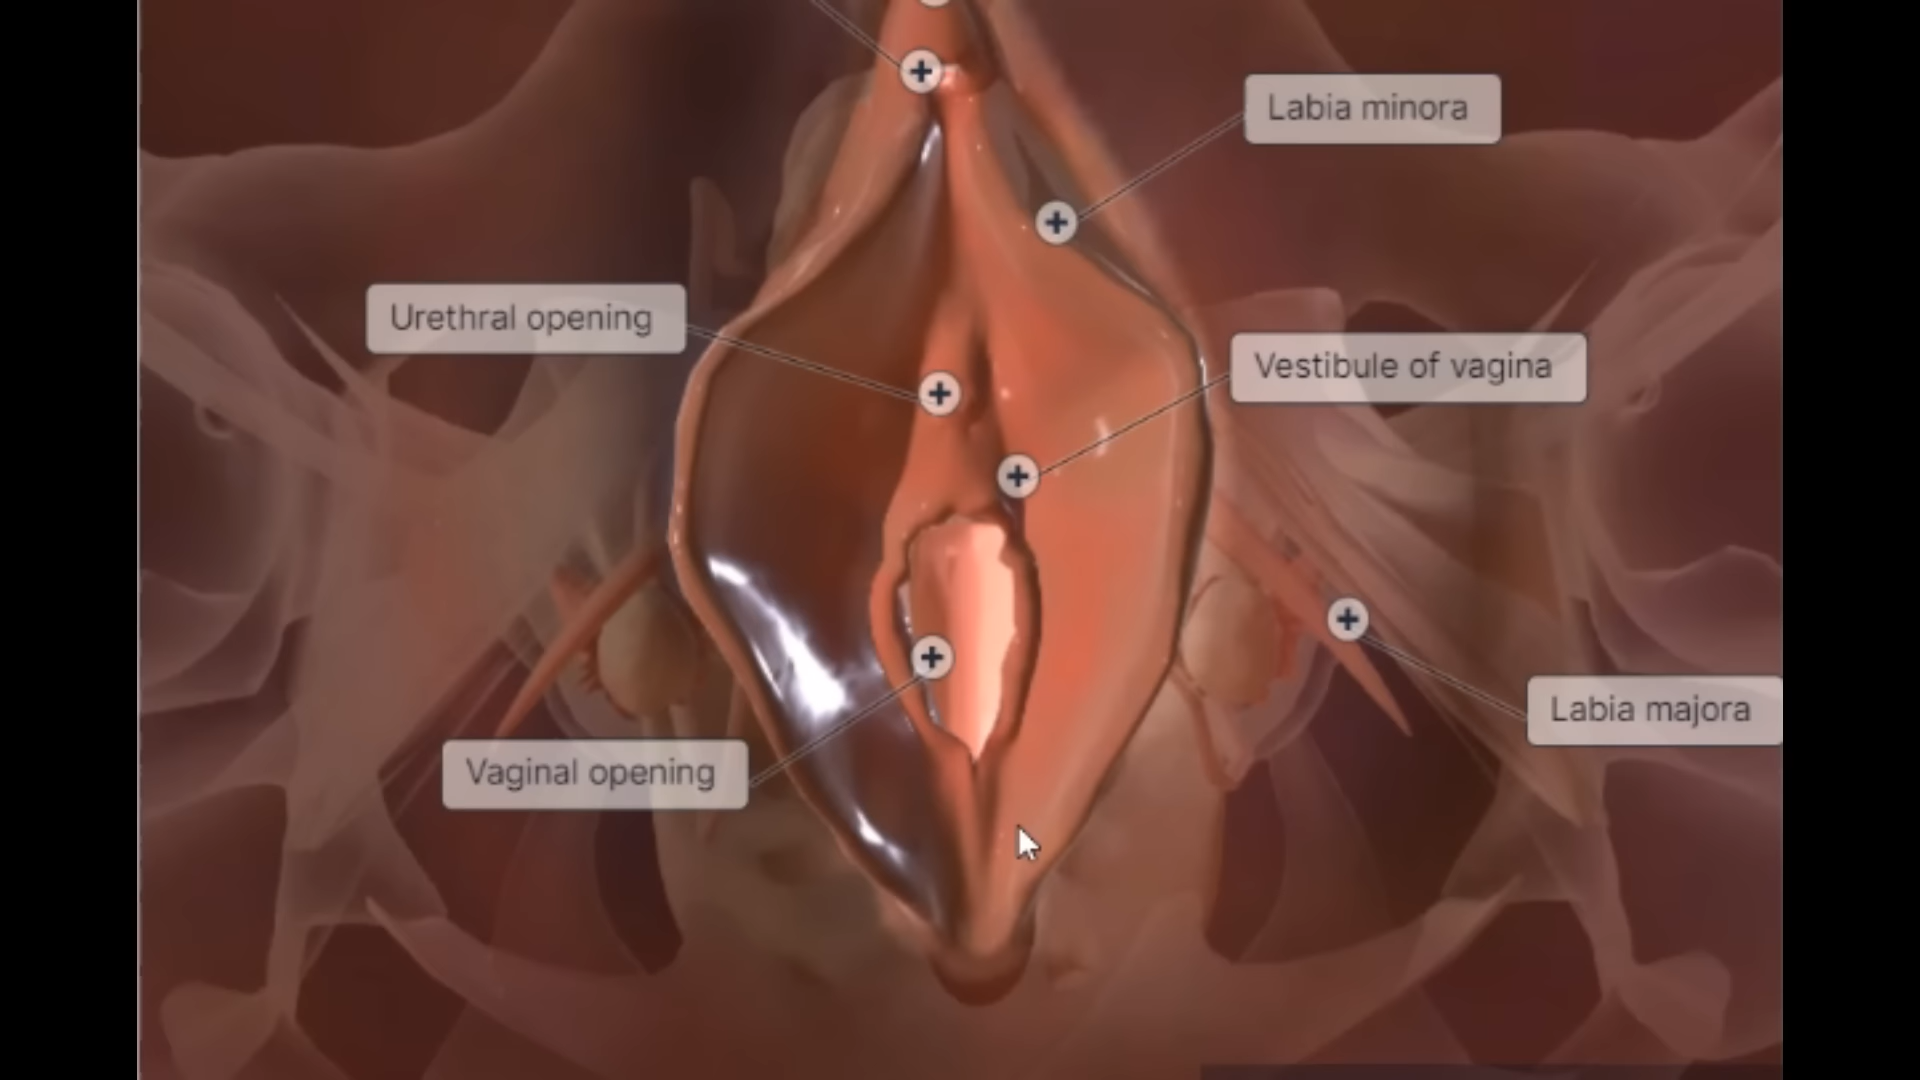 Labia minora
Urethral opening
Vestibule of vagina
Labia majora
Vaginal opening